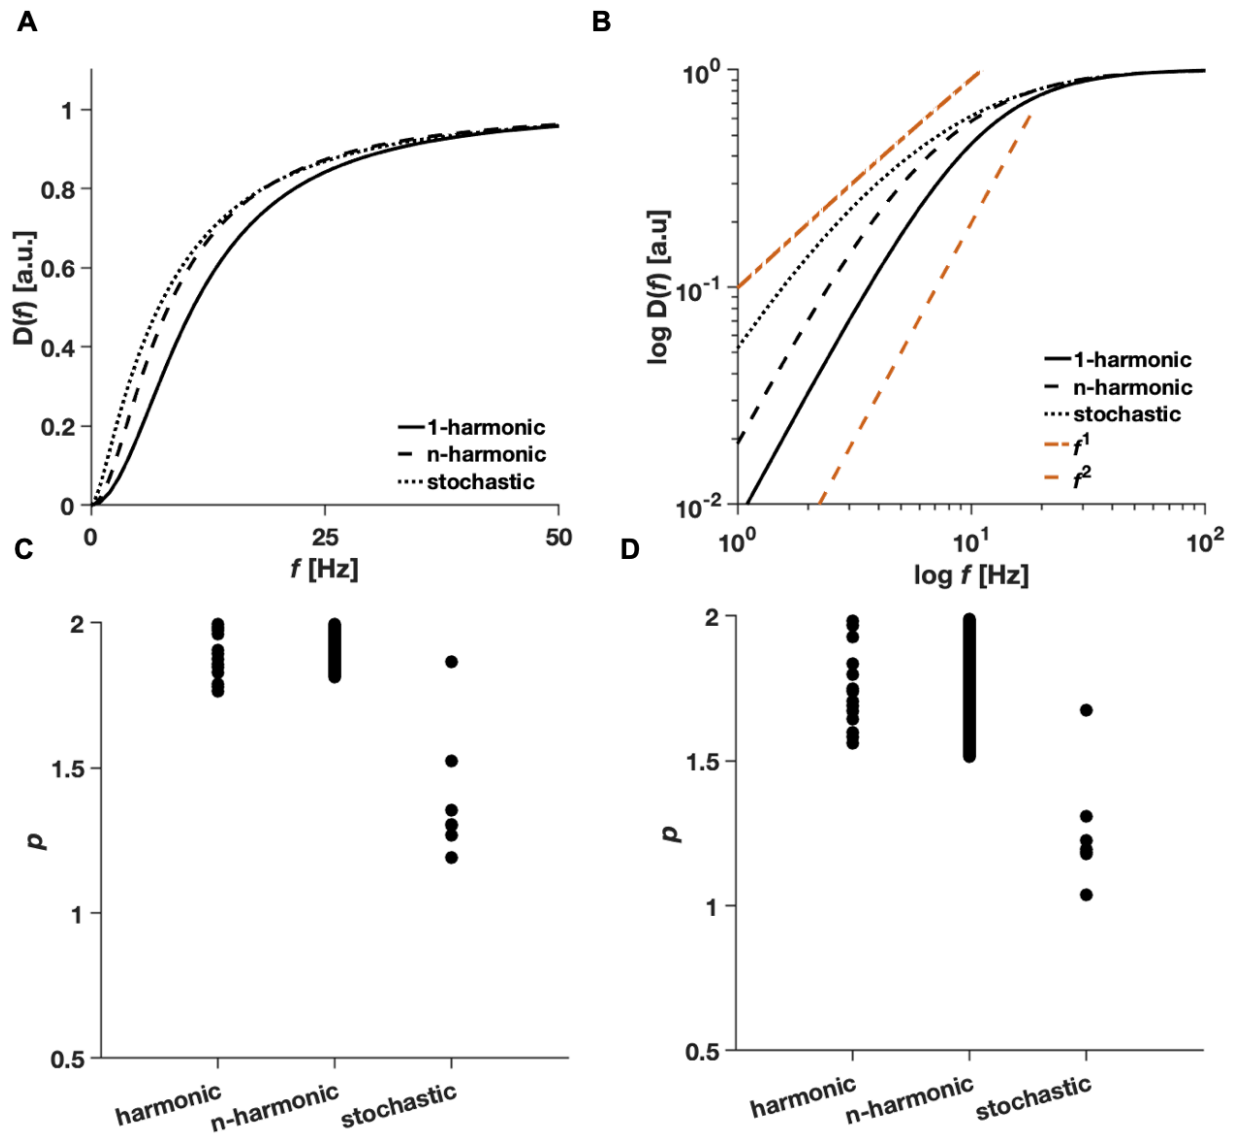 A
1
0.8
0.6
0.4
0.2
0
D(f) [a.u.]
0 25 50
f [Hz]
1-harmonic
n-harmonic
stochastic
B
10^0
10^-1
10^-2
log D(f) [a.u]
10^0 10^1 10^2
log f [Hz]
1-harmonic
n-harmonic
stochastic
f^1
f^2
C
2
1.5
1
0.5
p
harmonic n-harmonic stochastic
D
2
1.5
1
0.5
p
harmonic n-harmonic stochastic